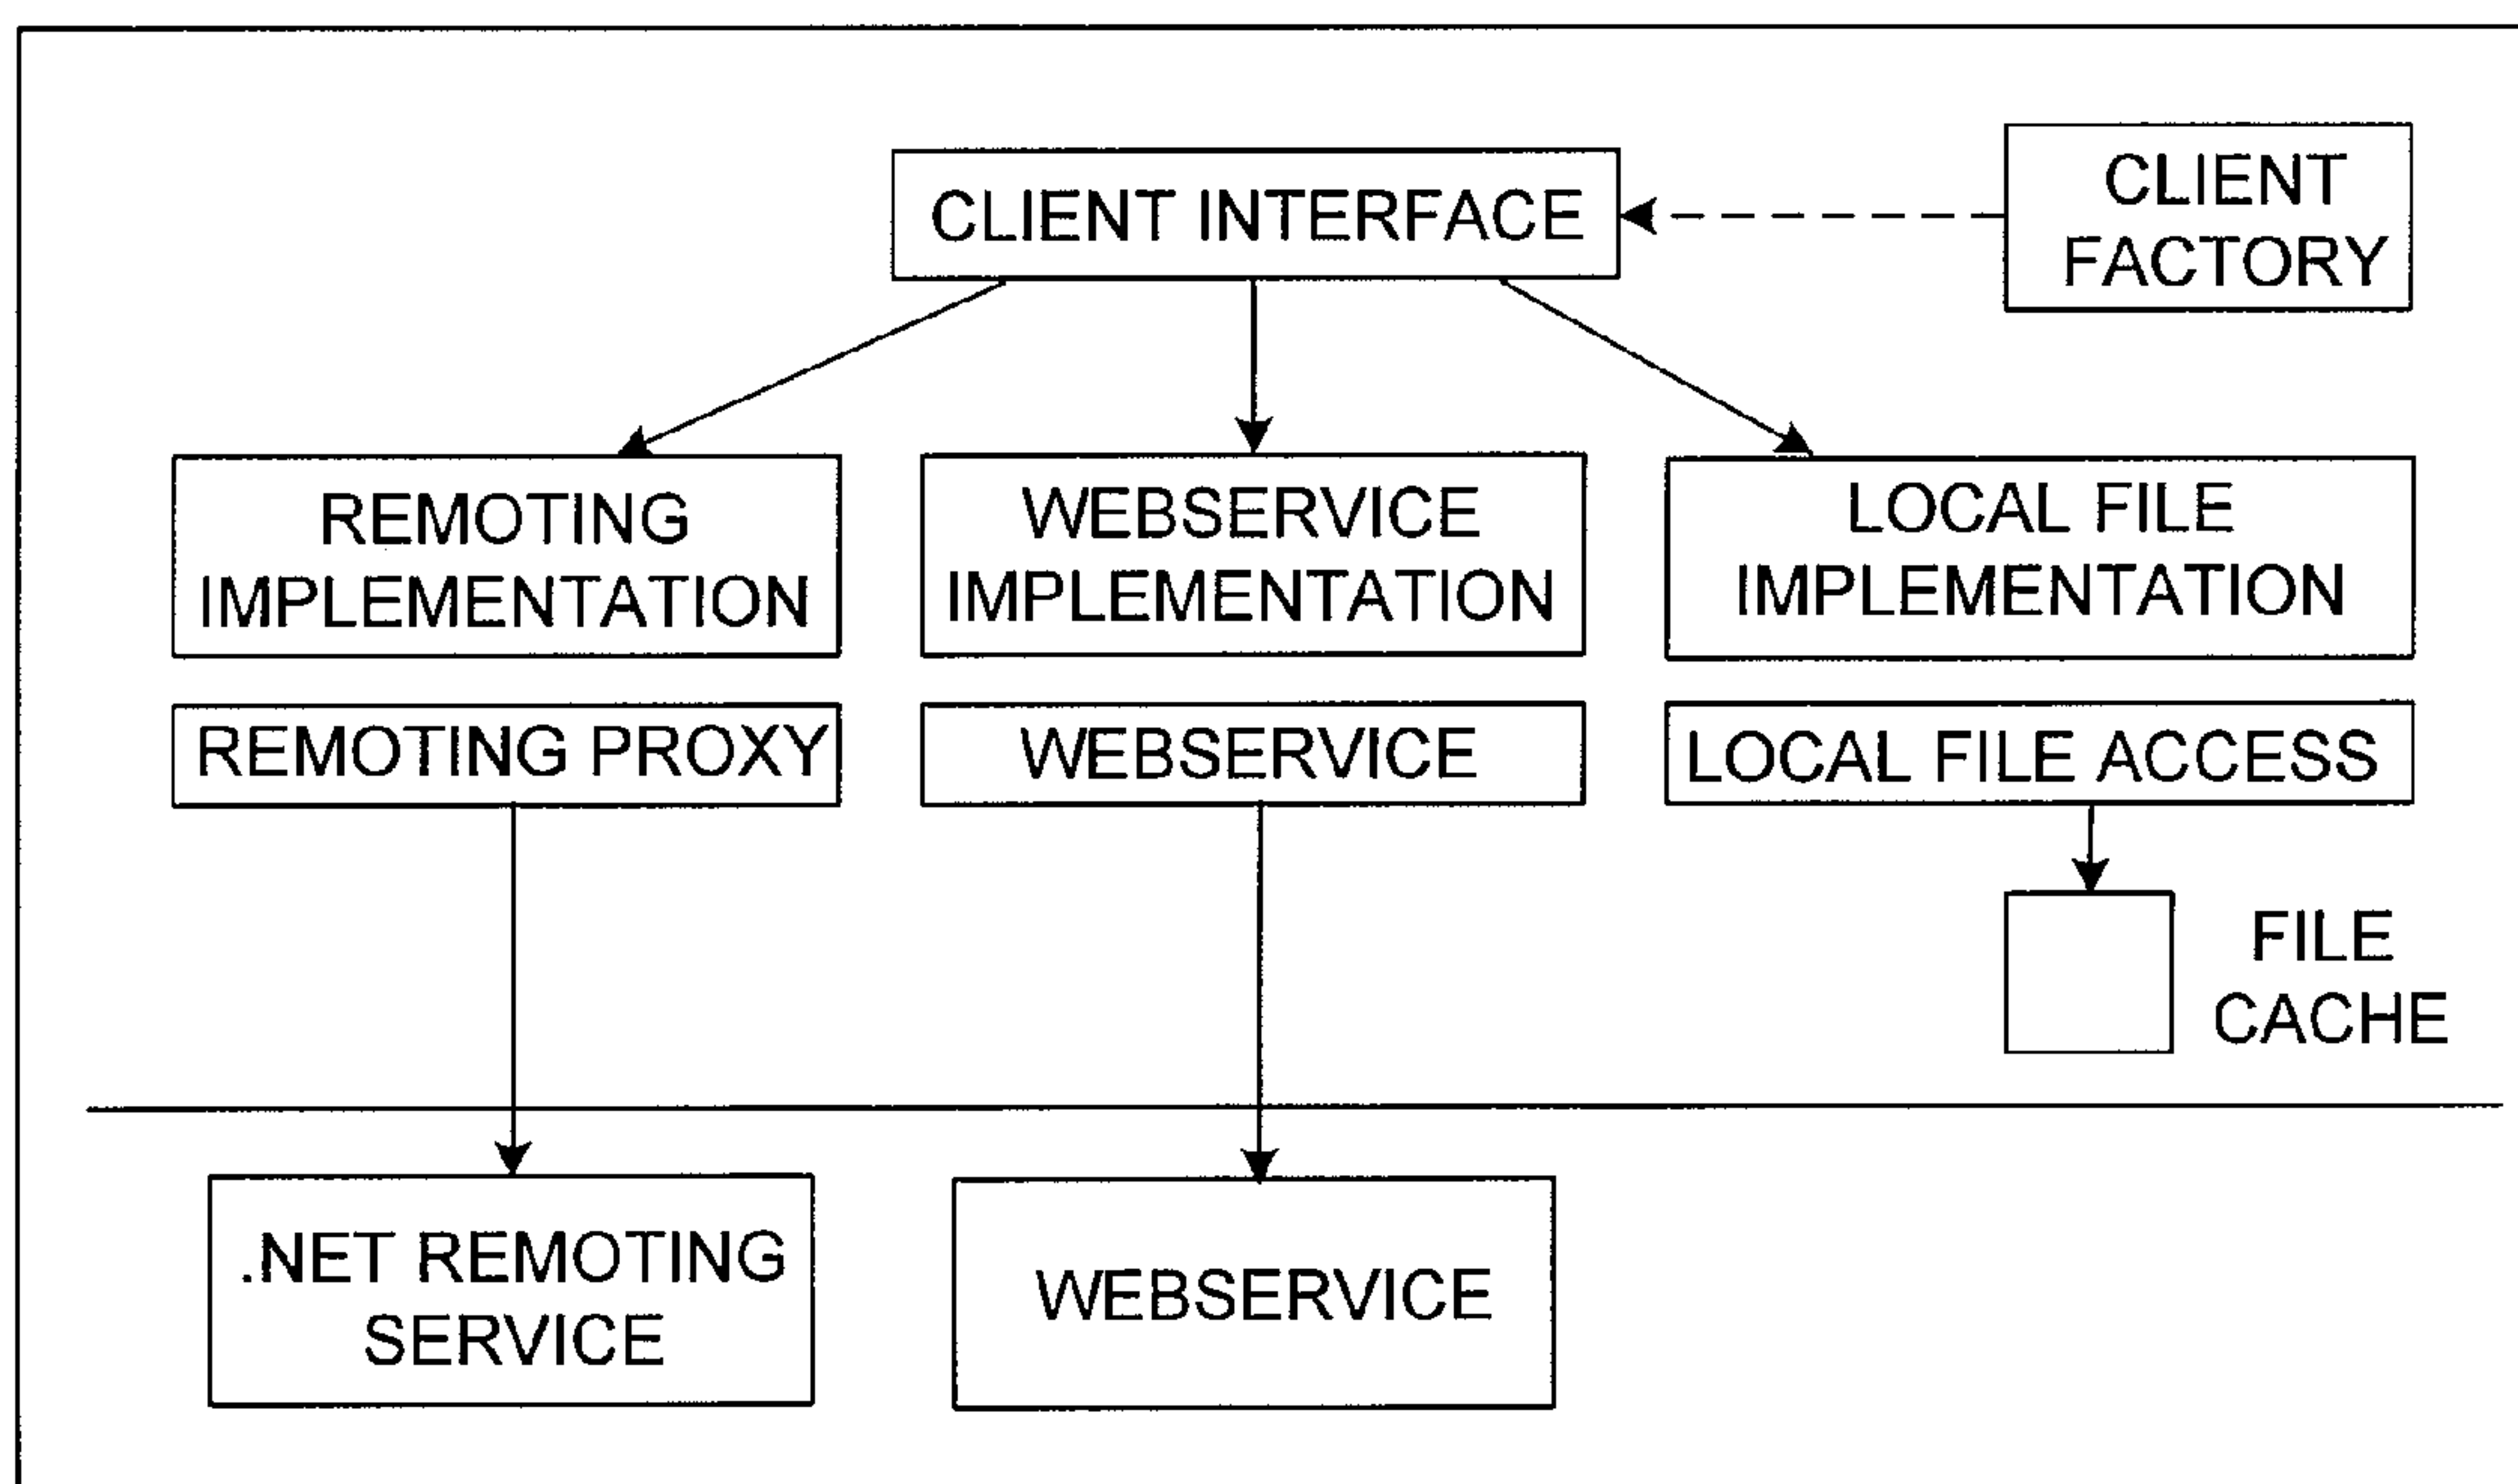 CLIENT INTERFACE
CLIENT
FACTORY
REMOTING
IMPLEMENTATION
WEBSERVICE
IMPLEMENTATION
LOCAL FILE
IMPLEMENTATION
REMOTING PROXY
WEBSERVICE
LOCAL FILE ACCESS
FILE
CACHE
.NET REMOTING
SERVICE
WEBSERVICE